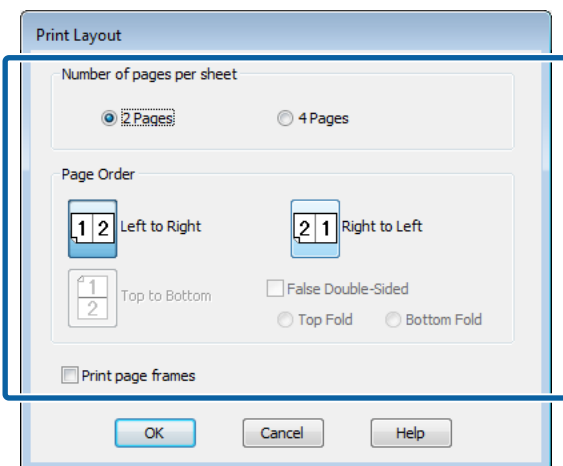 Print Layout
Number of pages per sheet
2 Pages 4 Pages
Page Order
1 2 Left to Right 2 1 Right to Left
1
2
Top to Bottom False Double-Sided
Top Fold Bottom Fold
Print page frames
OK Cancel Help